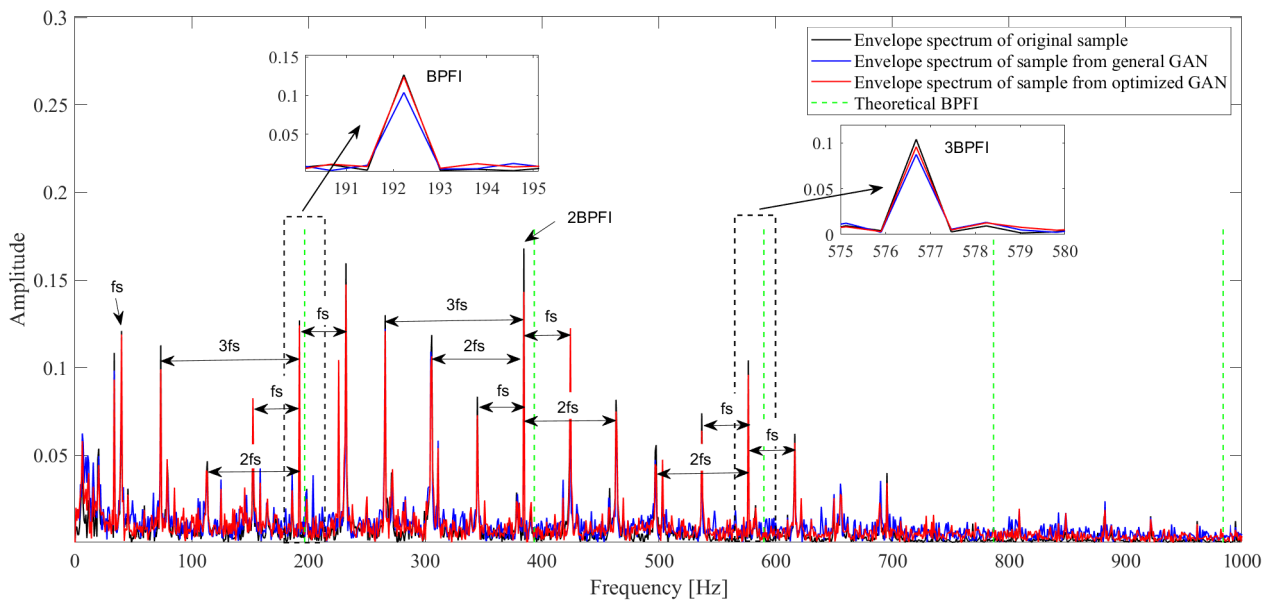 0.3
0.25
0.2
0.15
0.1
0.05
Amplitude
0
100
200
300
400
500
600
700
800
900
1000
Frequency [Hz]
Envelope spectrum of original sample
Envelope spectrum of sample from general GAN
Envelope spectrum of sample from optimized GAN
Theoretical BPFI
0.15
0.1
0.05
BPFI
191
192
193
194
195
0.1
0.05
0
3BPFI
575
576
577
578
579
580
2BPFI
fs
3fs
fs
fs
2fs
3fs
2fs
fs
fs
2fs
fs
2fs
fs